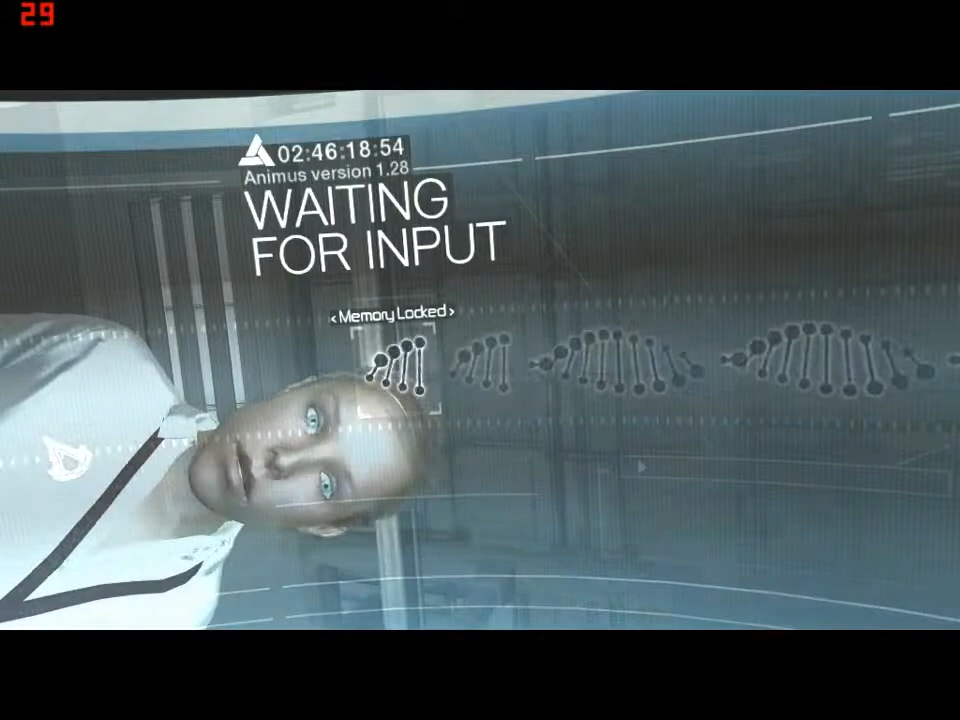 29
02:46:18:54
Animus version 1.28
WAITING
FOR INPUT
‹ Memory Locked ›